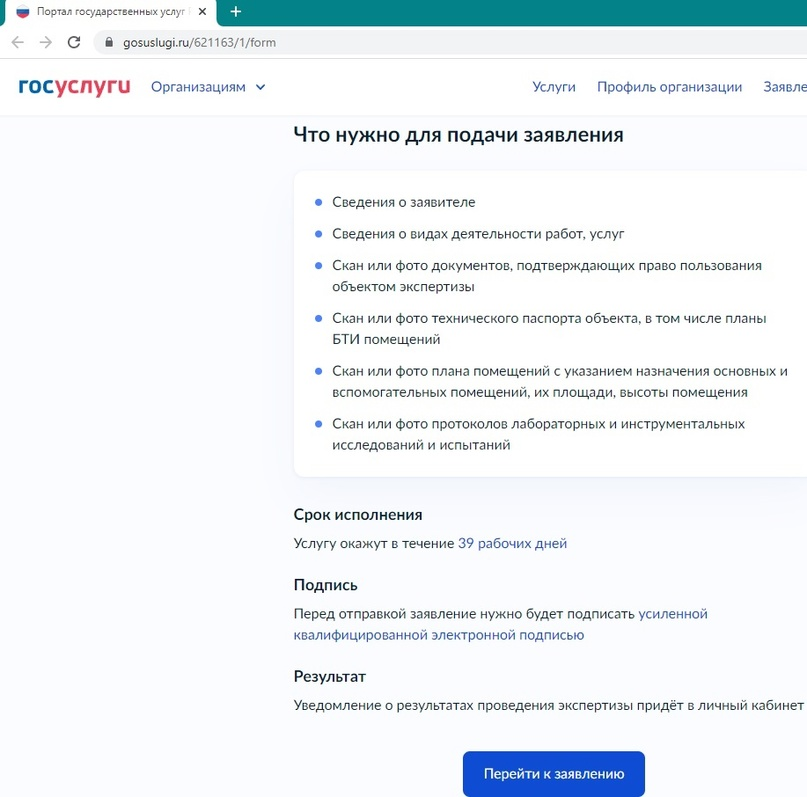 Портал государственных услуг
gosuslugi.ru/621163/1/form
госуслуги Организациям Услуги Профиль организации Заявле
Что нужно для подачи заявления
Сведения о заявителе
Сведения о видах деятельности работ, услуг
Скан или фото документов, подтверждающих право пользования
объектом экспертизы
Скан или фото технического паспорта объекта, в том числе планы
БТИ помещений
Скан или фото плана помещений с указанием назначения основных и
вспомогательных помещений, их площади, высоты помещения
Скан или фото протоколов лабораторных и инструментальных
исследований и испытаний
Срок исполнения
Услугу окажут в течение 39 рабочих дней
Подпись
Перед отправкой заявление нужно будет подписать усиленной
квалифицированной электронной подписью
Результат
Уведомление о результатах проведения экспертизы придёт в личный кабинет
Перейти к заявлению